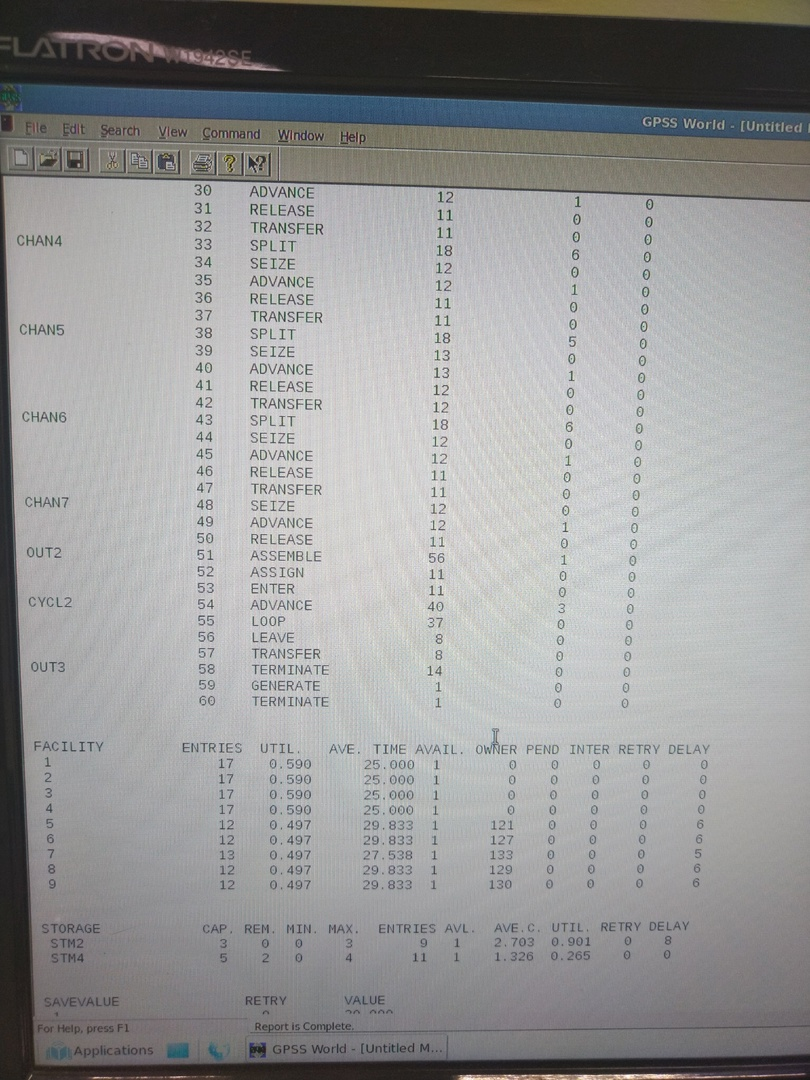 FLATRON W1942SE
GPSS World - [Untitled
File Edit Search View Command Window Help
30 ADVANCE 12 1 0
31 RELEASE 11 0 0
32 TRANSFER 11 0 0
CHAN4 33 SPLIT 18 6 0
34 SEIZE 12 0 0
35 ADVANCE 12 1 0
36 RELEASE 11 0 0
37 TRANSFER 11 0 0
CHAN5 38 SPLIT 18 5 0
39 SEIZE 13 0 0
40 ADVANCE 13 1 0
41 RELEASE 12 0 0
42 TRANSFER 12 0 0
CHAN6 43 SPLIT 18 6 0
44 SEIZE 12 0 0
45 ADVANCE 12 1 0
46 RELEASE 11 0 0
47 TRANSFER 11 0 0
CHAN7 48 SEIZE 12 0 0
49 ADVANCE 12 1 0
50 RELEASE 11 0 0
OUT2 51 ASSEMBLE 56 1 0
52 ASSIGN 11 0 0
53 ENTER 11 0 0
CYCL2 54 ADVANCE 40 3 0
55 LOOP 37 0 0
56 LEAVE 8 0 0
57 TRANSFER 8 0 0
OUT3 58 TERMINATE 14 0 0
59 GENERATE 1 0 0
60 TERMINATE 1 0 0
FACILITY ENTRIES UTIL. AVE. TIME AVAIL. OWNER PEND INTER RETRY DELAY
1 17 0.590 25.000 1 0 0 0 0 0
2 17 0.590 25.000 1 0 0 0 0 0
3 17 0.590 25.000 1 0 0 0 0 0
4 17 0.590 25.000 1 0 0 0 0 0
5 12 0.497 29.833 1 121 0 0 0 6
6 12 0.497 29.833 1 127 0 0 0 6
7 13 0.497 27.538 1 133 0 0 0 5
8 12 0.497 29.833 1 129 0 0 0 6
9 12 0.497 29.833 1 130 0 0 0 6
STORAGE CAP. REM. MIN. MAX. ENTRIES AVL. AVE.C. UTIL. RETRY DELAY
STM2 3 0 0 3 9 1 2.703 0.901 0 8
STM4 5 2 0 4 11 1 1.326 0.265 0 0
SAVEVALUE RETRY VALUE
For Help, press F1 Report is Complete.
Applications GPSS World - [Untitled M...